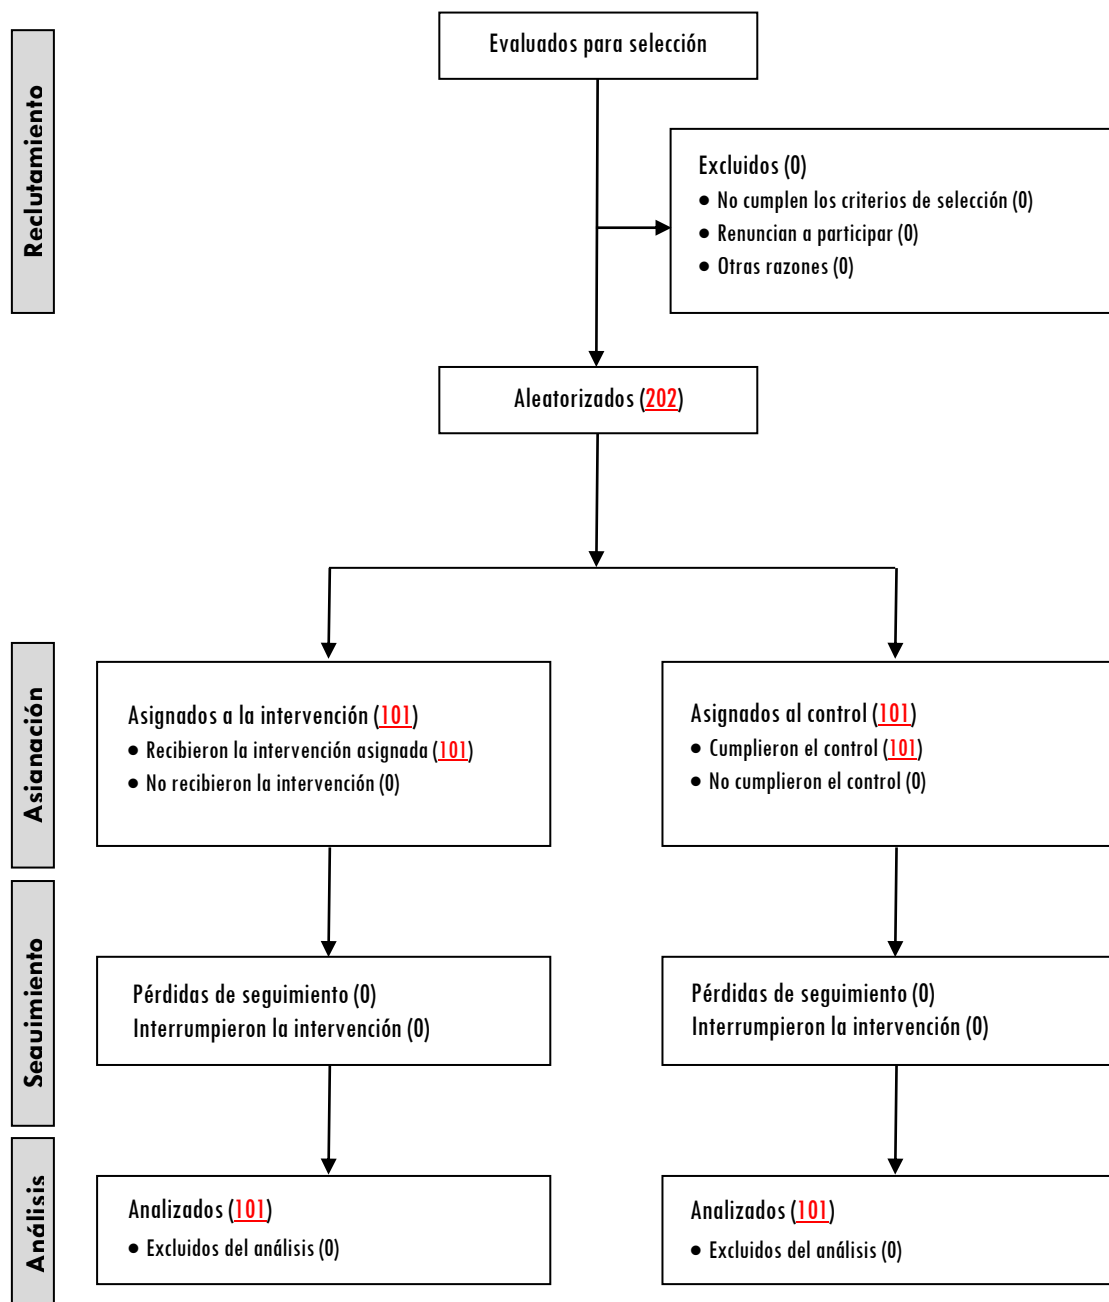 Reclutamiento
Evaluados para selección
Excluidos (0)
• No cumplen los criterios de selección (0)
• Renuncian a participar (0)
• Otras razones (0)
Aleatorizados (202)
Asianación
Asignados a la intervención (101)
• Recibieron la intervención asignada (101)
• No recibieron la intervención (0)
Asignados al control (101)
• Cumplieron el control (101)
• No cumplieron el control (0)
Seauimiento
Pérdidas de seguimiento (0)
Interrumpieron la intervención (0)
Pérdidas de seguimiento (0)
Interrumpieron la intervención (0)
Análisis
Analizados (101)
• Excluidos del análisis (0)
Analizados (101)
• Excluidos del análisis (0)